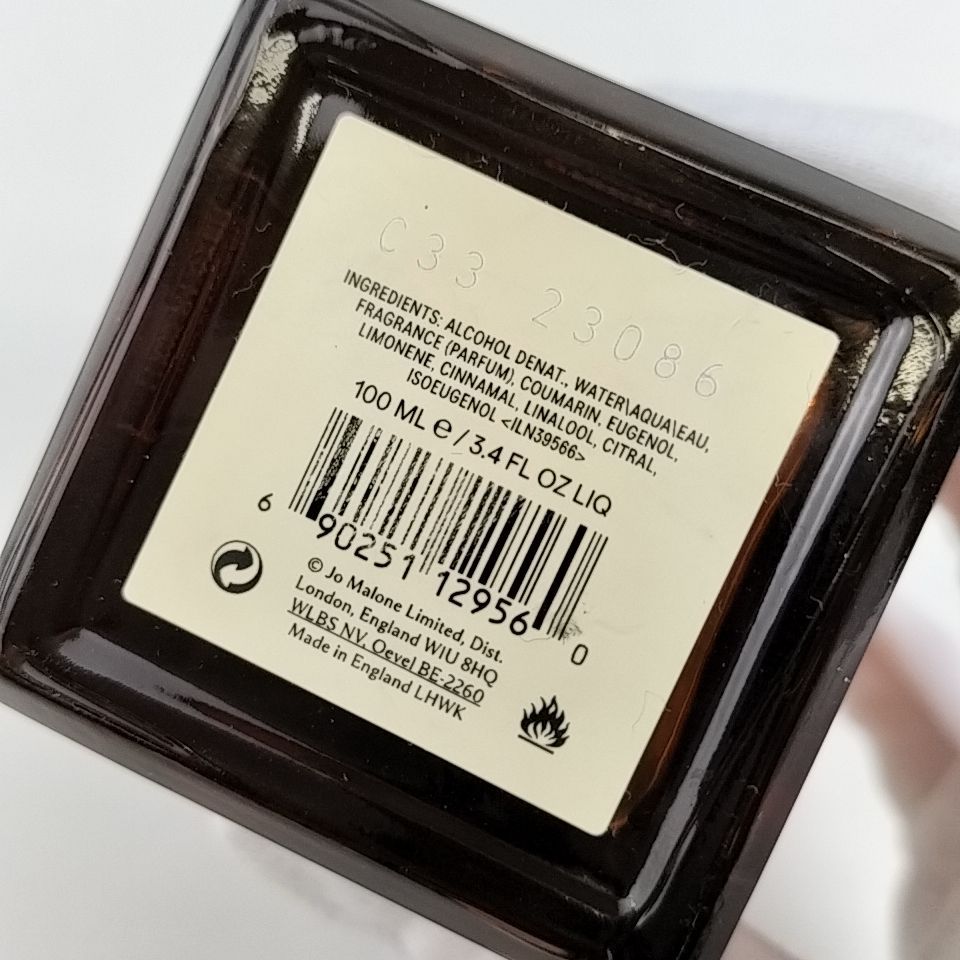 C33 23086
INGREDIENTS: ALCOHOL DENAT., WATER\AQUA\EAU,
FRAGRANCE (PARFUM), COUMARIN, EUGENOL,
LIMONENE, CINNAMAL, LINALOOL, CITRAL,
ISOEUGENOL <ILN39566>
100 ML e / 3.4 FL OZ LIQ
6 90251 12956 0
© Jo Malone Limited, Dist.
London, England W1U 8HQ
WLBS NV, Oevel BE-2260
Made in England LHWK